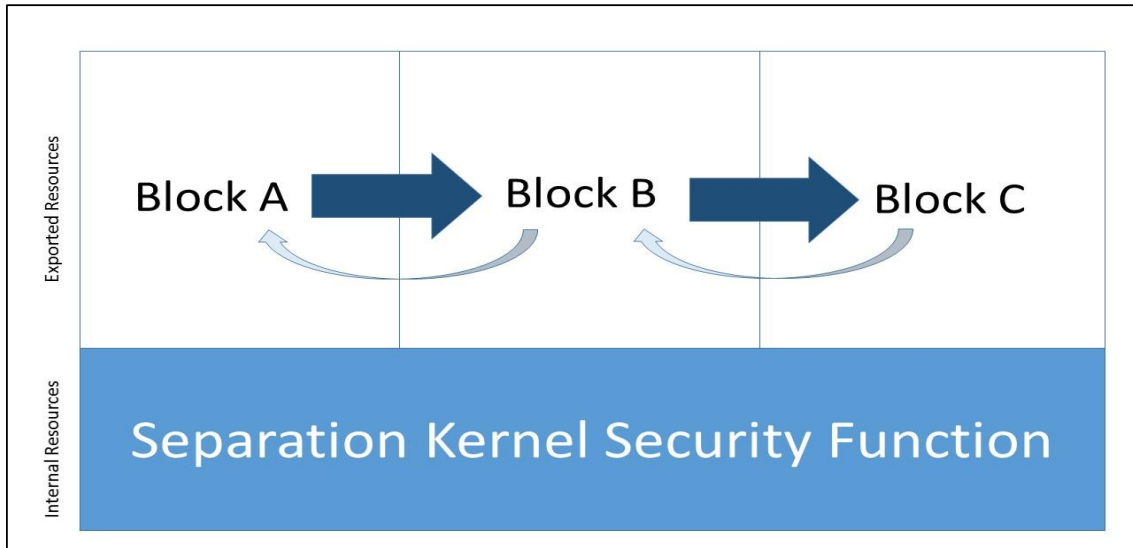 Exported Resources
Block A
Block B
Block C
Internal Resources
Separation Kernel Security Function